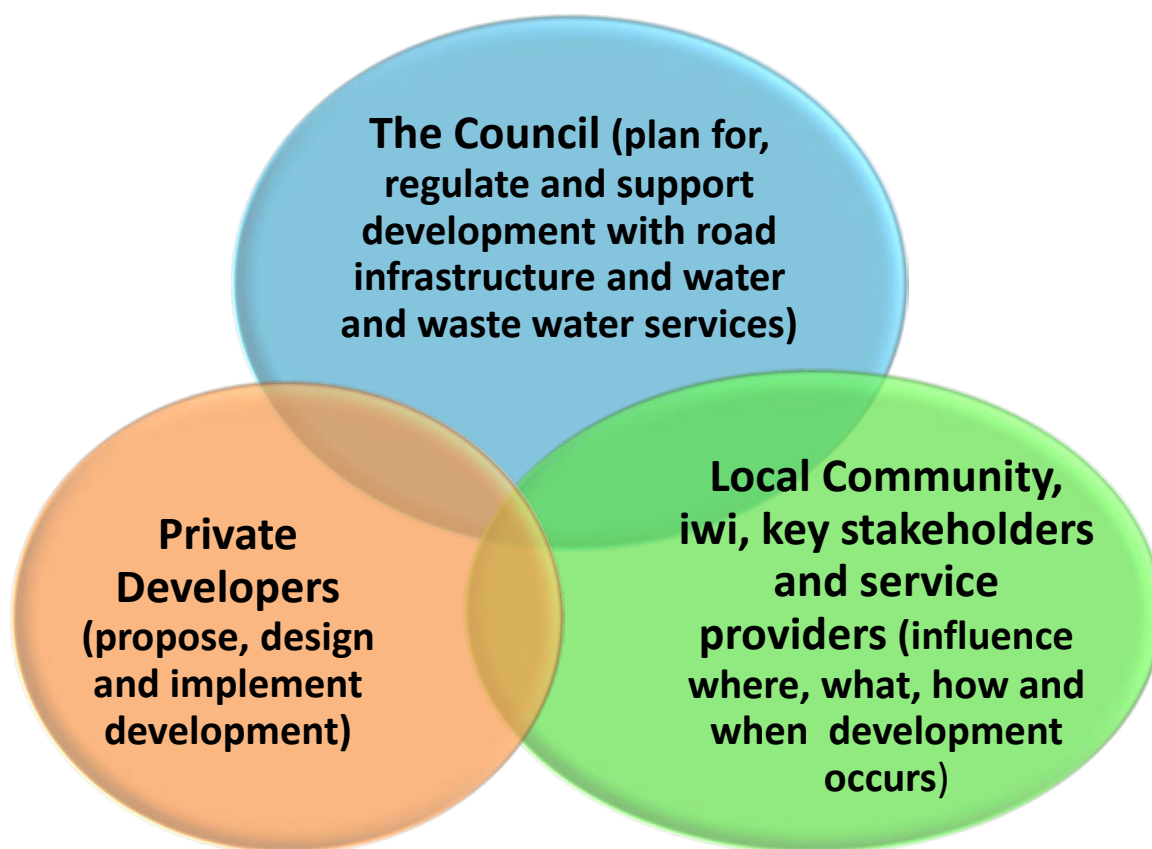 The Council (plan for,
regulate and support
development with road
infrastructure and water
and waste water services)
Private
Developers
(propose, design
and implement
development)
Local Community,
iwi, key stakeholders
and service
providers (influence
where, what, how and
when  development
occurs)